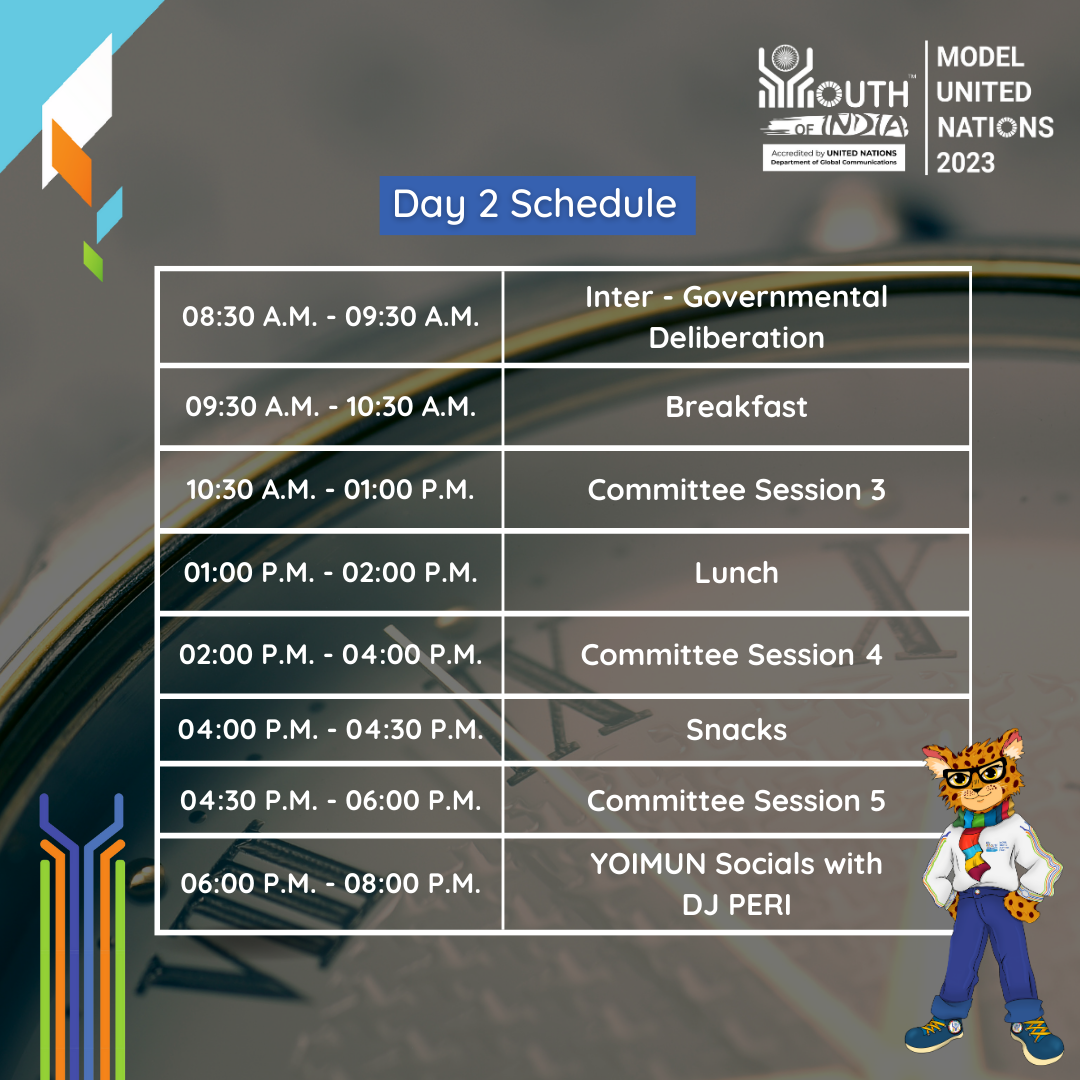 YOUTH™
OF INDIA
Accredited by UNITED NATIONS
Department of Global Communications
MODEL
UNITED
NATIONS
2023
Day 2 Schedule
08:30 A.M. - 09:30 A.M.
Inter - Governmental
Deliberation
09:30 A.M. - 10:30 A.M.
Breakfast
10:30 A.M. - 01:00 P.M.
Committee Session 3
01:00 P.M. - 02:00 P.M.
Lunch
02:00 P.M. - 04:00 P.M.
Committee Session 4
04:00 P.M. - 04:30 P.M.
Snacks
04:30 P.M. - 06:00 P.M.
Committee Session 5
06:00 P.M. - 08:00 P.M.
YOIMUN Socials with
DJ PERI